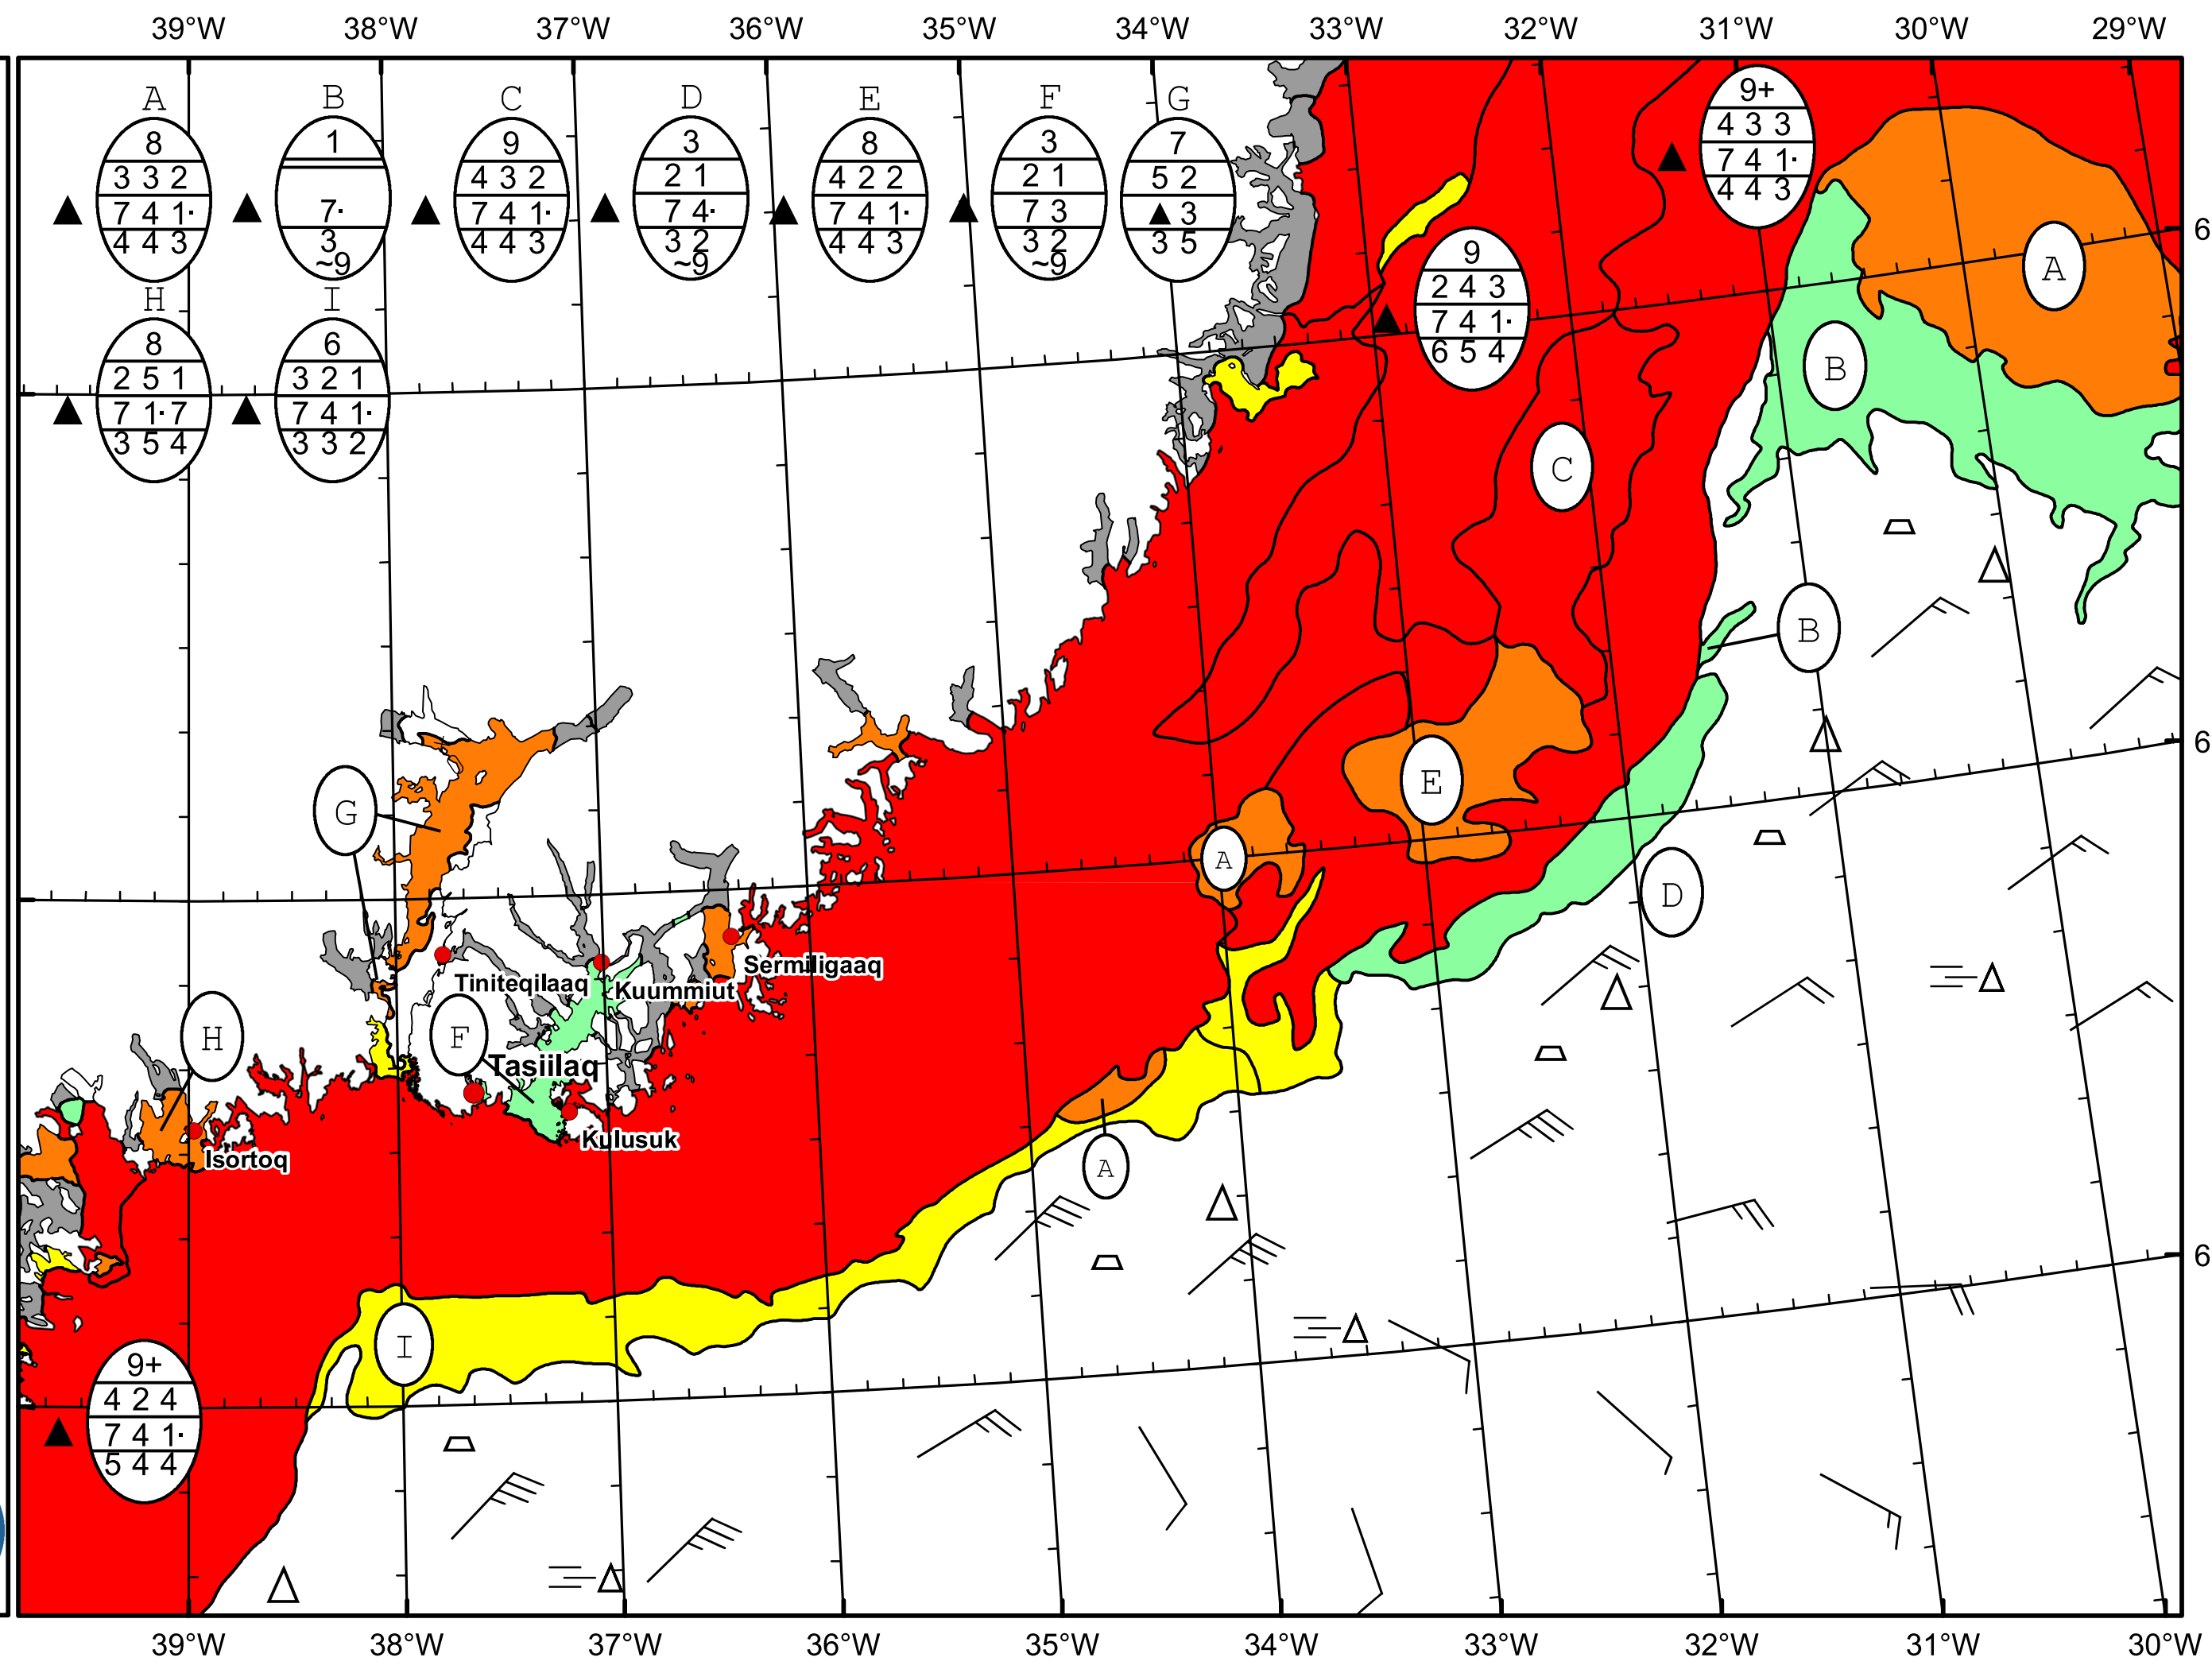 39°W 38°W 37°W 36°W 35°W 34°W 33°W 32°W 31°W 30°W 29°W
A B C D E F G
8
3 3 2
7 4 1·
4 4 3
1
7·
3
~9
9
4 3 2
7 4 1·
4 4 3
3
2 1
7 4·
3 2
~9
8
4 2 2
7 4 1·
4 4 3
3
2 1
7 3
3 2
~9
7
5 2
▲ 3
3 5
9+
4 3 3
7 4 1·
4 4 3
H I
8
2 5 1
7 1· 7
3 5 4
6
3 2 1
7 4 1·
3 3 2
9
2 4 3
7 4 1·
6 5 4
6
A
B
C
B
6
E
G
A
D
Sermiligaaq
Tiniteqilaaq
Kuummiut
H
F
Tasiilaq
Kulusuk
Isortoq
A
6
I
9+
4 2 4
7 4 1·
5 4 4
39°W 38°W 37°W 36°W 35°W 34°W 33°W 32°W 31°W 30°W